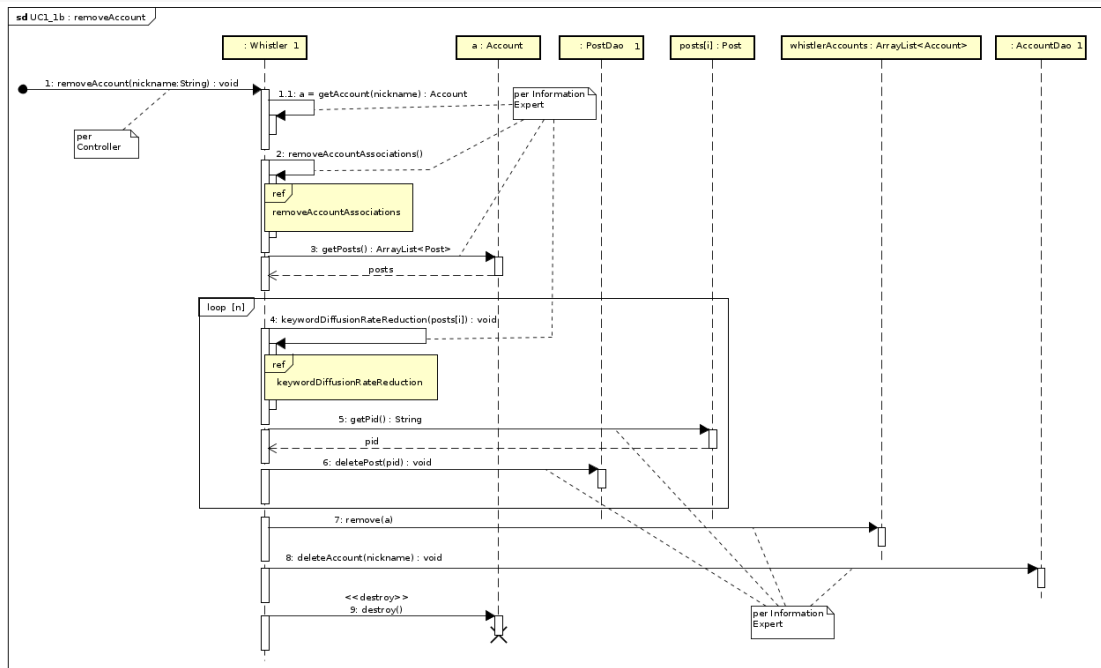 sd UC1_1b : removeAccount
: Whistler 1
a : Account
: PostDao 1
posts[i] : Post
whistlerAccounts : ArrayList<Account>
: AccountDao 1
1: removeAccount(nickname:String) : void
1.1: a = getAccount(nickname) : Account
per Information
Expert
per
Controller
2: removeAccountAssociations()
ref
removeAccountAssociations
3: getPosts() : ArrayList<Post>
posts
loop [n]
4: keywordDiffusionRateReduction(posts[i]) : void
ref
keywordDiffusionRateReduction
5: getPid() : String
pid
6: deletePost(pid) : void
7: remove(a)
8: deleteAccount(nickname) : void
<<destroy>>
9: destroy()
per Information
Expert